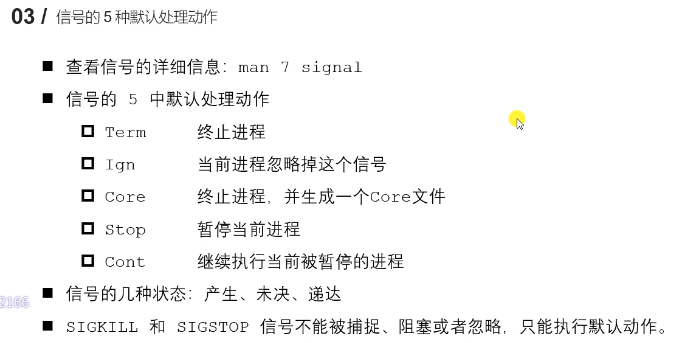 03 / 信号的 5 种默认处理动作
■ 查看信号的详细信息：man 7 signal
■ 信号的 5 中默认处理动作
Term 终止进程
Ign 当前进程忽略掉这个信号
Core 终止进程，并生成一个Core文件
Stop 暂停当前进程
Cont 继续执行当前被暂停的进程
■ 信号的几种状态：产生、未决、递达
2166
■ SIGKILL 和 SIGSTOP 信号不能被捕捉、阻塞或者忽略，只能执行默认动作。